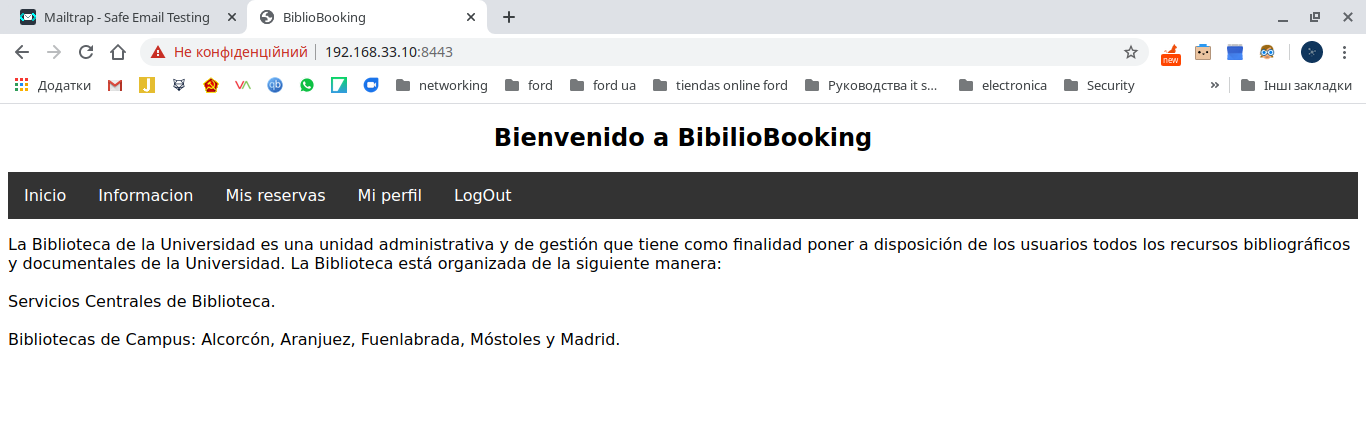 Mailtrap - Safe Email Testing
BiblioBooking
Не конфіденційний
192.168.33.10:8443
new
Додатки
networking
ford
ford ua
tiendas online ford
Руководства it s...
electronica
Security
»
Інші закладки
Bienvenido a BibilioBooking
Inicio Informacion Mis reservas Mi perfil LogOut
La Biblioteca de la Universidad es una unidad administrativa y de gestión que tiene como finalidad poner a disposición de los usuarios todos los recursos bibliográficos
y documentales de la Universidad. La Biblioteca está organizada de la siguiente manera:
Servicios Centrales de Biblioteca.
Bibliotecas de Campus: Alcorcón, Aranjuez, Fuenlabrada, Móstoles y Madrid.